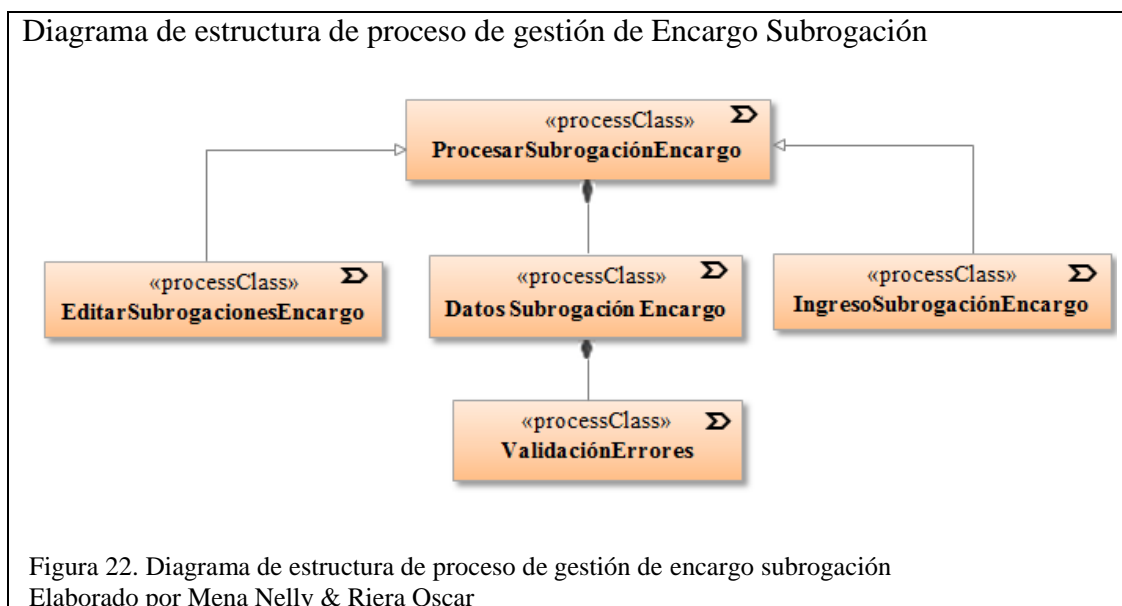 Diagrama de estructura de proceso de gestión de Encargo Subrogación
«processClass»
ProcesarSubrogaciónEncargo
«processClass»
EditarSubrogacionesEncargo
«processClass»
Datos Subrogación Encargo
«processClass»
IngresoSubrogaciónEncargo
«processClass»
ValidaciónErrores
Figura 22. Diagrama de estructura de proceso de gestión de encargo subrogación
Elaborado por Mena Nelly & Riera Oscar